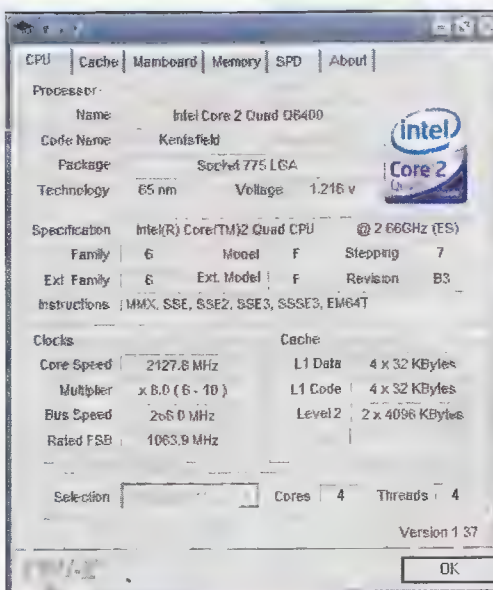 CPU Cache Mainboard Memory SPD About
Processor
Name Intel Core 2 Quad Q6400
Code Name Kentsfield
Package Socket 775 LGA
Technology 65 nm Voltage 1.216 v
intel
Core 2
Specification Intel(R) Core(TM)2 Quad CPU @ 2.66GHz (ES)
Family 6 Model F Stepping 7
Ext. Family 6 Ext. Model F Revision B3
Instructions MMX, SSE, SSE2, SSE3, SSSE3, EM64T
Clocks
Core Speed 2127.8 MHz
Multiplier x 8.0 ( 6 - 10 )
Bus Speed 266.0 MHz
Rated FSB 1063.9 MHz
Cache
L1 Data 4 x 32 KBytes
L1 Code 4 x 32 KBytes
Level 2 2 x 4096 KBytes
Selection Cores 4 Threads 4
Version 1.37
OK